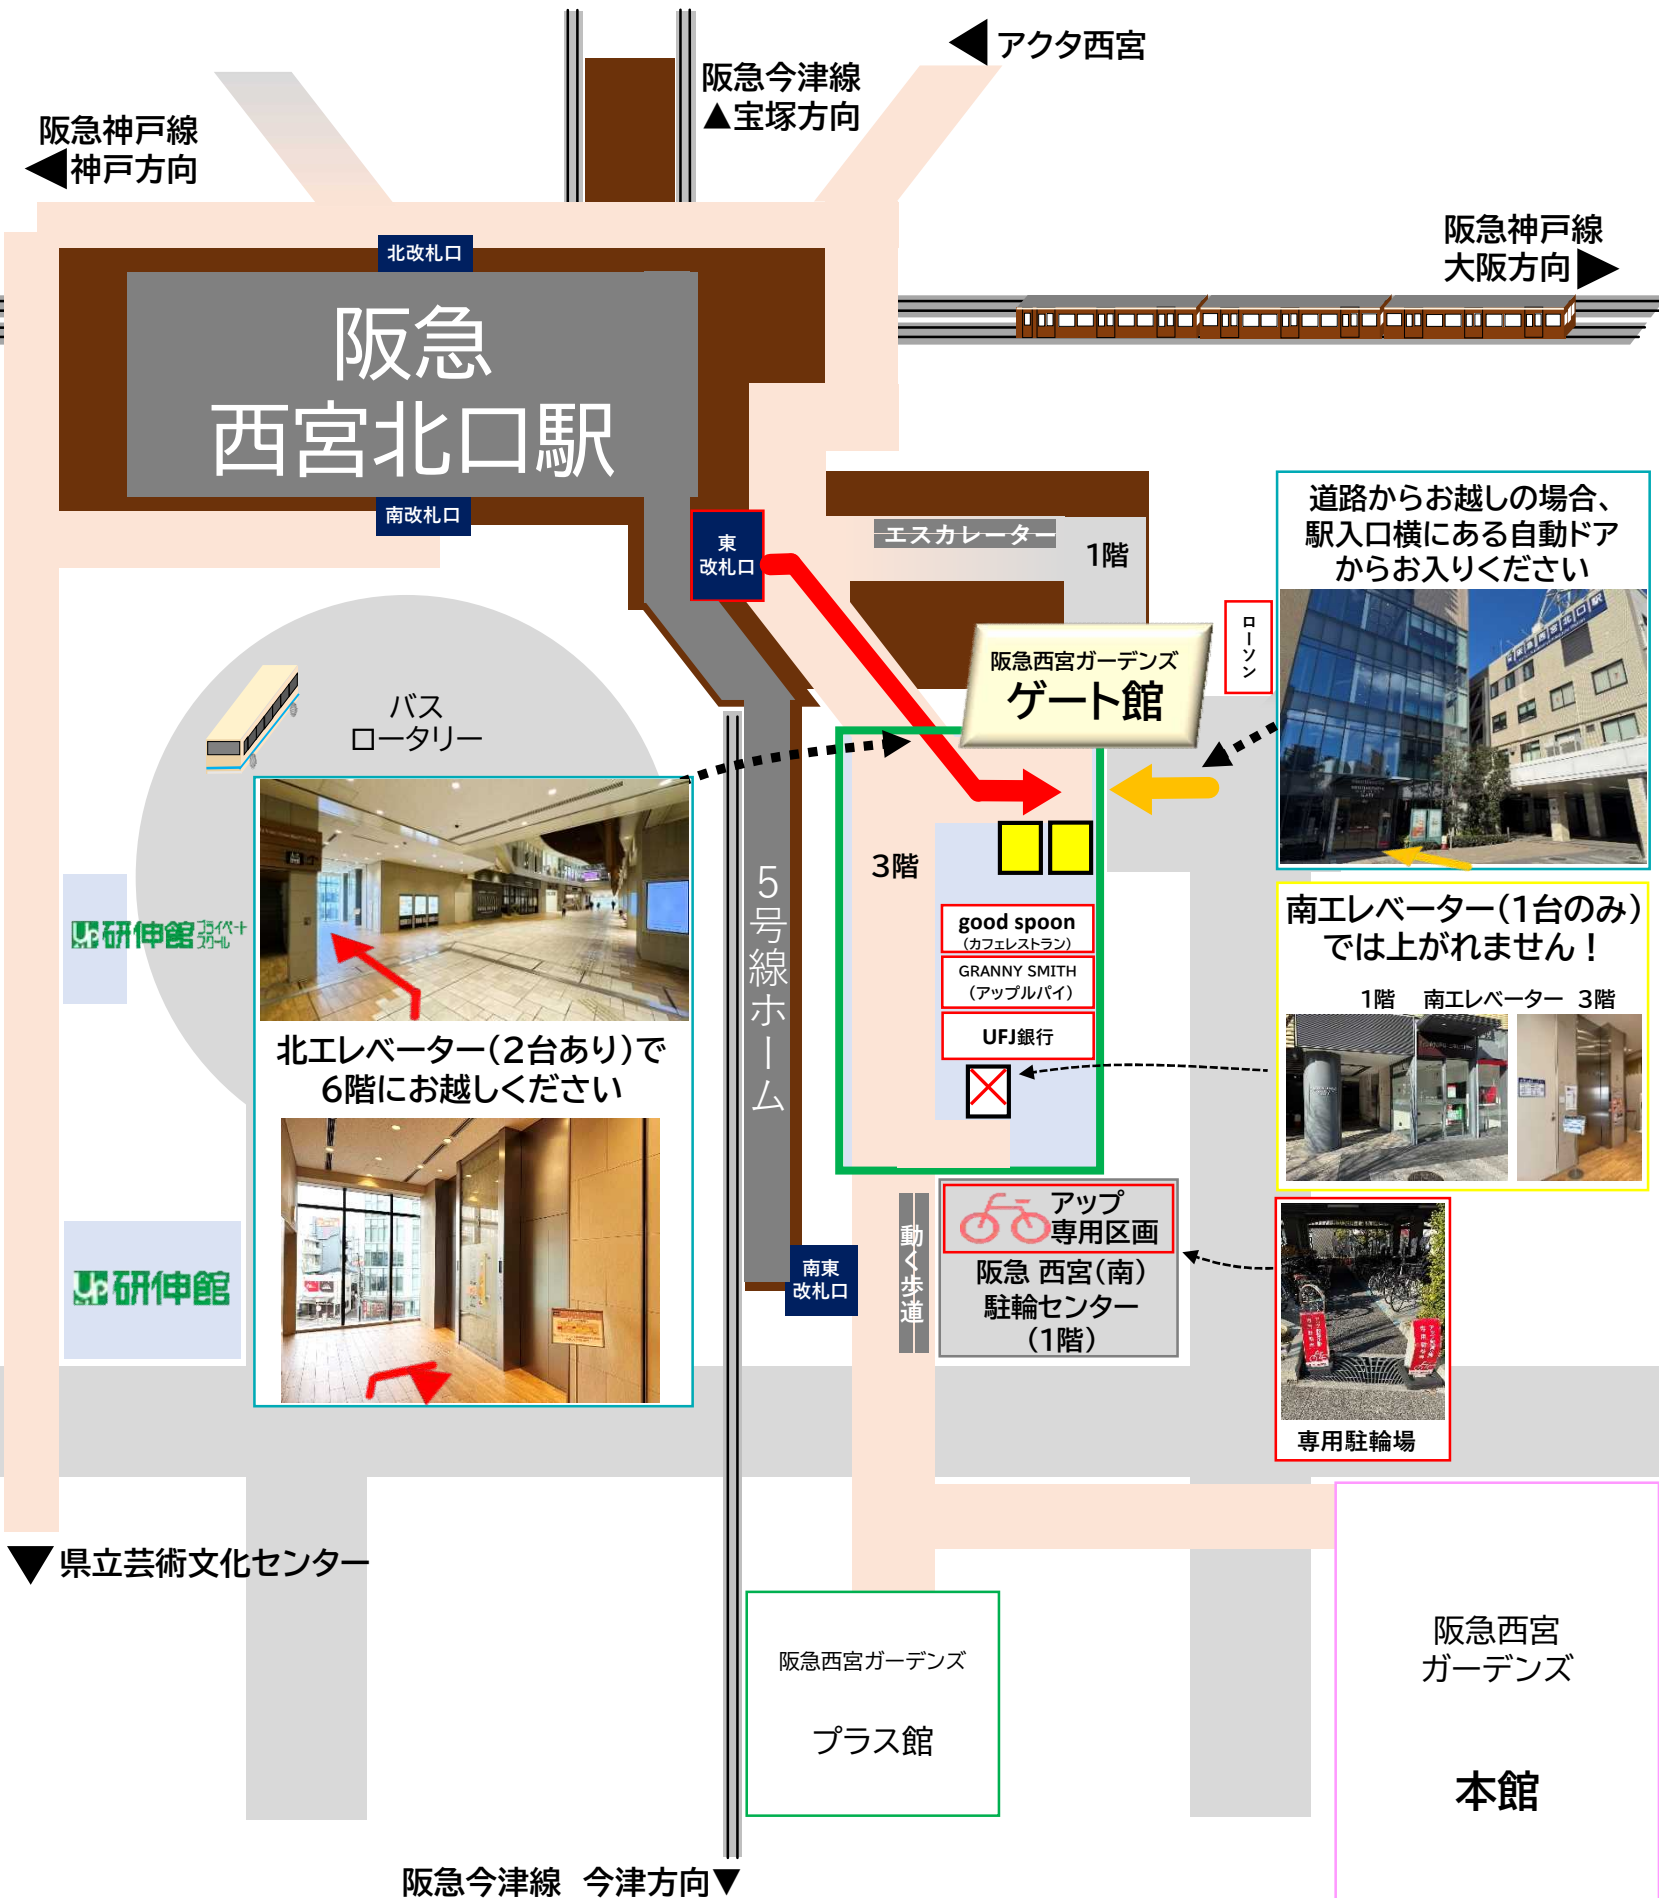 アクタ西宮
阪急今津線
▲宝塚方向
阪急神戸線
神戸方向
阪急神戸線
大阪方向
北改札口
阪急
西宮北口駅
南改札口
東
改札口
エスカレーター
1階
道路からお越しの場合、
駅入口横にある自動ドア
からお入りください
ローソン
阪急西宮ガーデンズ
ゲート館
バス
ロータリー
3階
5号線ホーム
研伸館
プライベート
スクール
good spoon
(カフェレストラン)
GRANNY SMITH
(アップルパイ)
UFJ銀行
南エレベーター(1台のみ)
では上がれません！
1階 南エレベーター 3階
北エレベーター(2台あり)で
6階にお越しください
研伸館
南東
改札口
動く歩道
アップ
専用区画
阪急 西宮(南)
駐輪センター
(1階)
専用駐輪場
県立芸術文化センター
阪急西宮ガーデンズ
プラス館
阪急西宮
ガーデンズ
本館
阪急今津線 今津方向▼